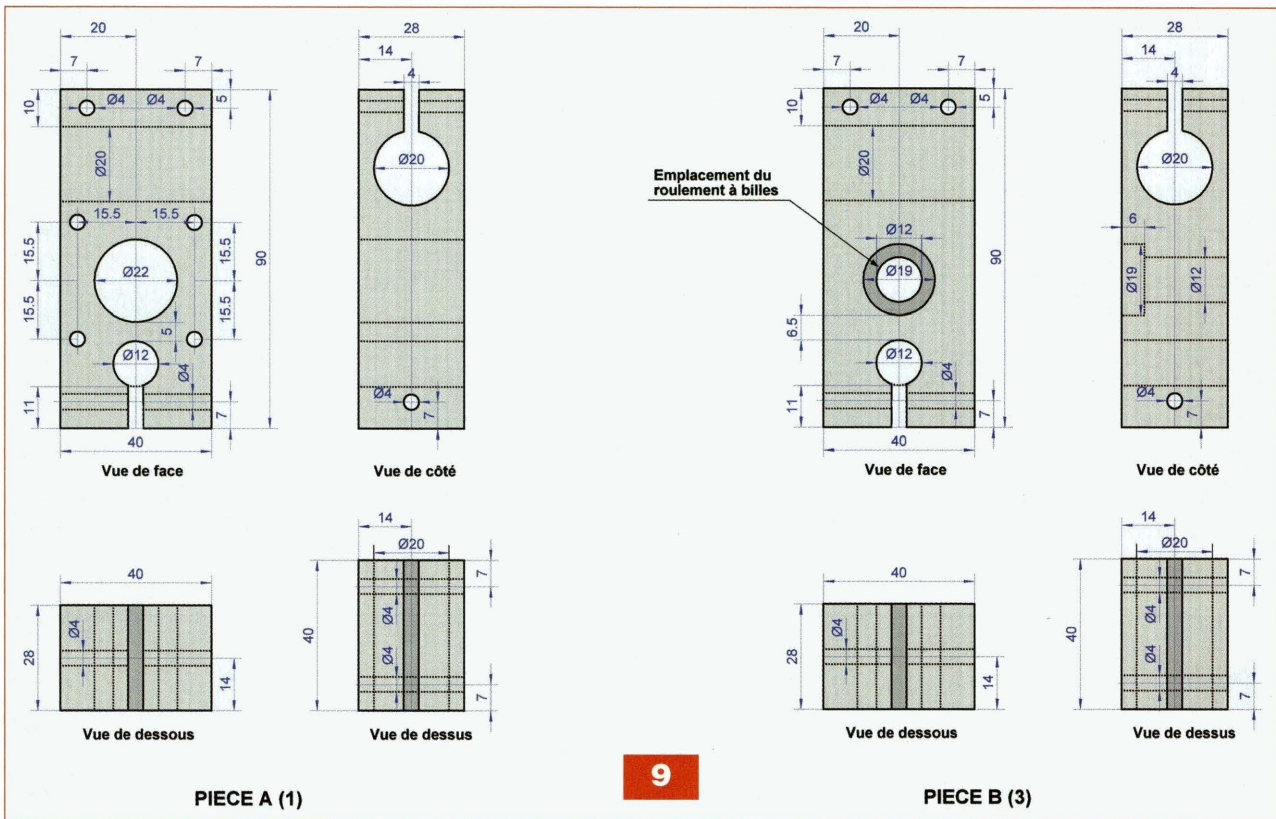 20
28
7
7
14
4
Ø4
Ø4
5
10
Ø20
Ø20
15.5
15.5
15.5
15.5
Ø22
90
15.5
15.5
5
Ø12
Ø4
11
7
Ø4
7
40
Vue de face
Vue de côté
40
14
Ø20
7
Ø4
Ø4
28
14
40
Ø4
7
Vue de dessous
Vue de dessus
PIECE A (1)
20
28
7
7
14
4
Ø4
Ø4
5
10
Ø20
Ø20
Emplacement du
roulement à billes
Ø12
6
Ø19
90
Ø19
Ø12
6.5
Ø12
Ø4
11
7
Ø4
7
40
Vue de face
Vue de côté
40
14
Ø20
7
Ø4
Ø4
28
14
40
Ø4
7
Vue de dessous
Vue de dessus
9
PIECE B (3)